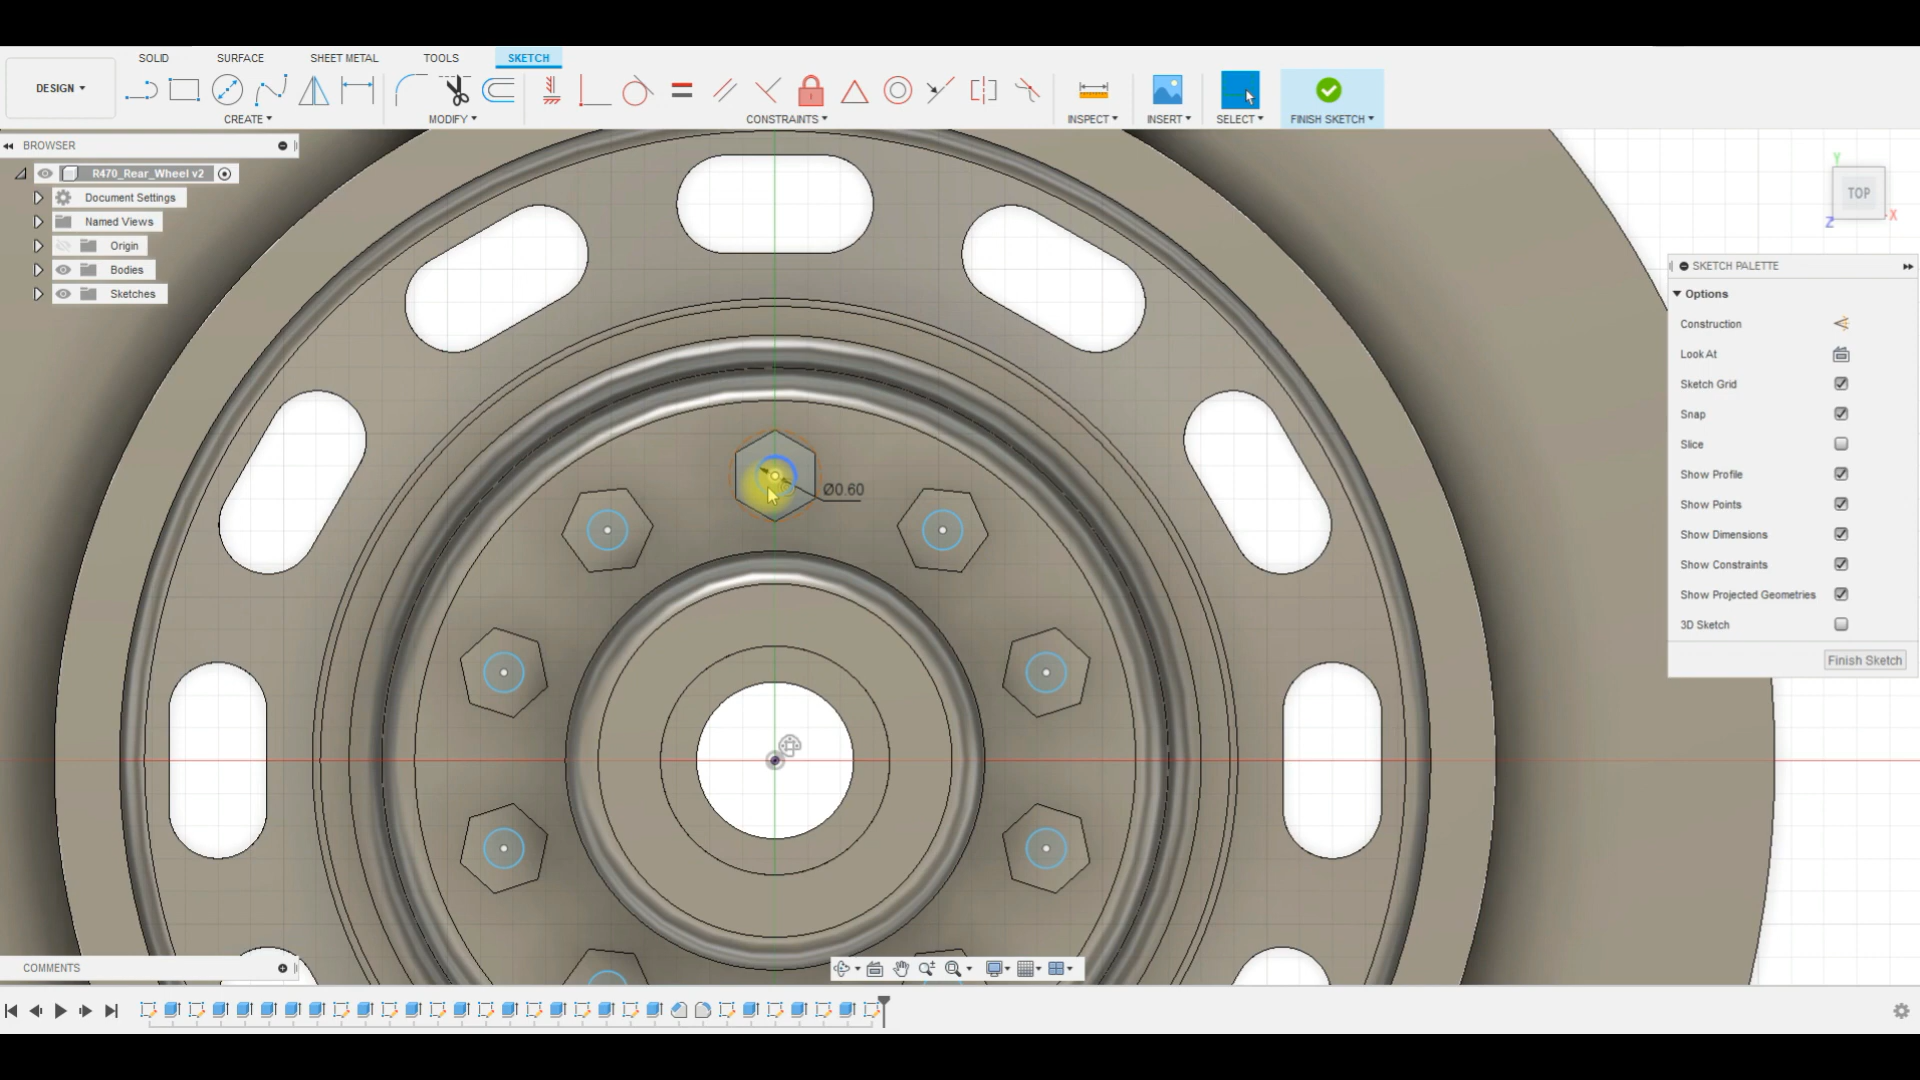 SOLID SURFACE SHEET METAL TOOLS SKETCH
DESIGN
CREATE MODIFY CONSTRAINTS INSPECT INSERT SELECT FINISH SKETCH
BROWSER
R470_Rear_Wheel v2
Document Settings
Named Views
Origin
Bodies
Sketches
Ø0.60
Y
TOP
X
Z
SKETCH PALETTE
Options
Construction
Look At
Sketch Grid
Snap
Slice
Show Profile
Show Points
Show Dimensions
Show Constraints
Show Projected Geometries
3D Sketch
Finish Sketch
COMMENTS